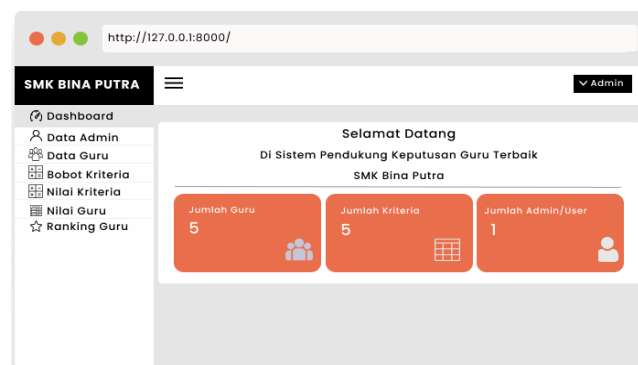 http://127.0.0.1:8000/
SMK BINA PUTRA
Admin
Dashboard
Data Admin
Data Guru
Bobot Kriteria
Nilai Kriteria
Nilai Guru
Ranking Guru
Selamat Datang
Di Sistem Pendukung Keputusan Guru Terbaik
SMK Bina Putra
Jumlah Guru
5
Jumlah Kriteria
5
Jumlah Admin/User
1